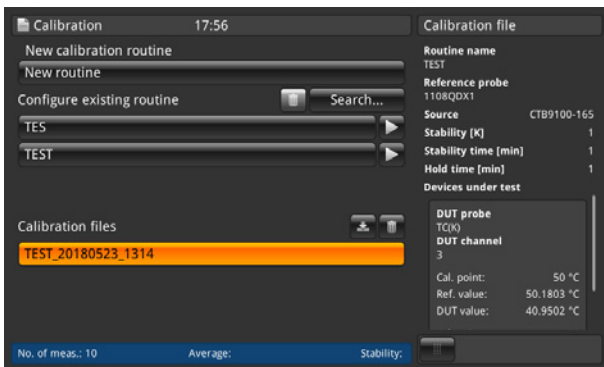 Calibration 17:56
New calibration routine
New routine
Configure existing routine Search...
TES
TEST
Calibration files
TEST_20180523_1314
No. of meas.: 10 Average: Stability:
Calibration file
Routine name
TEST
Reference probe
1108QDX1
Source CTB9100-165
Stability [K] 1
Stability time [min] 1
Hold time [min] 1
Devices under test
DUT probe
TC(K)
DUT channel
3
Cal. point: 50 °C
Ref. value: 50.1803 °C
DUT value: 40.9502 °C